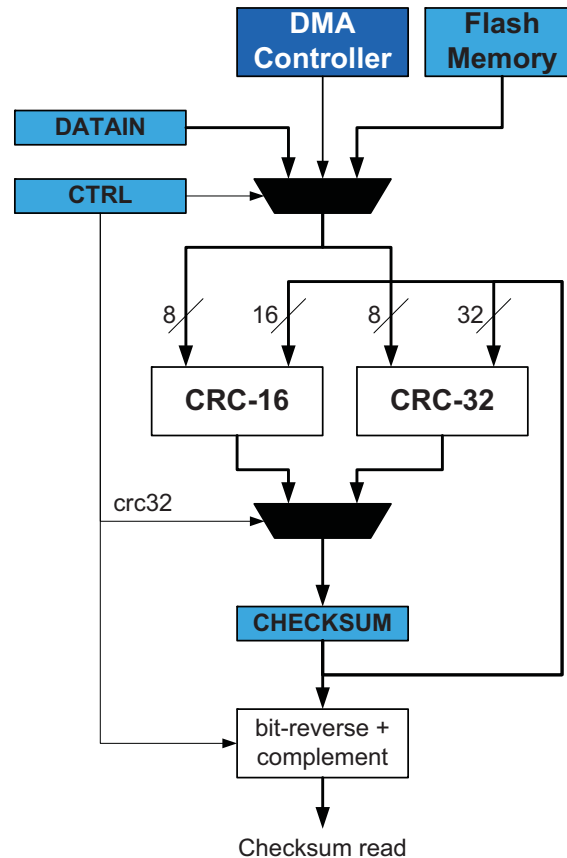 DMA
Controller
Flash
Memory
DATAIN
CTRL
8
16
8
32
CRC-16
CRC-32
crc32
CHECKSUM
bit-reverse +
complement
Checksum read